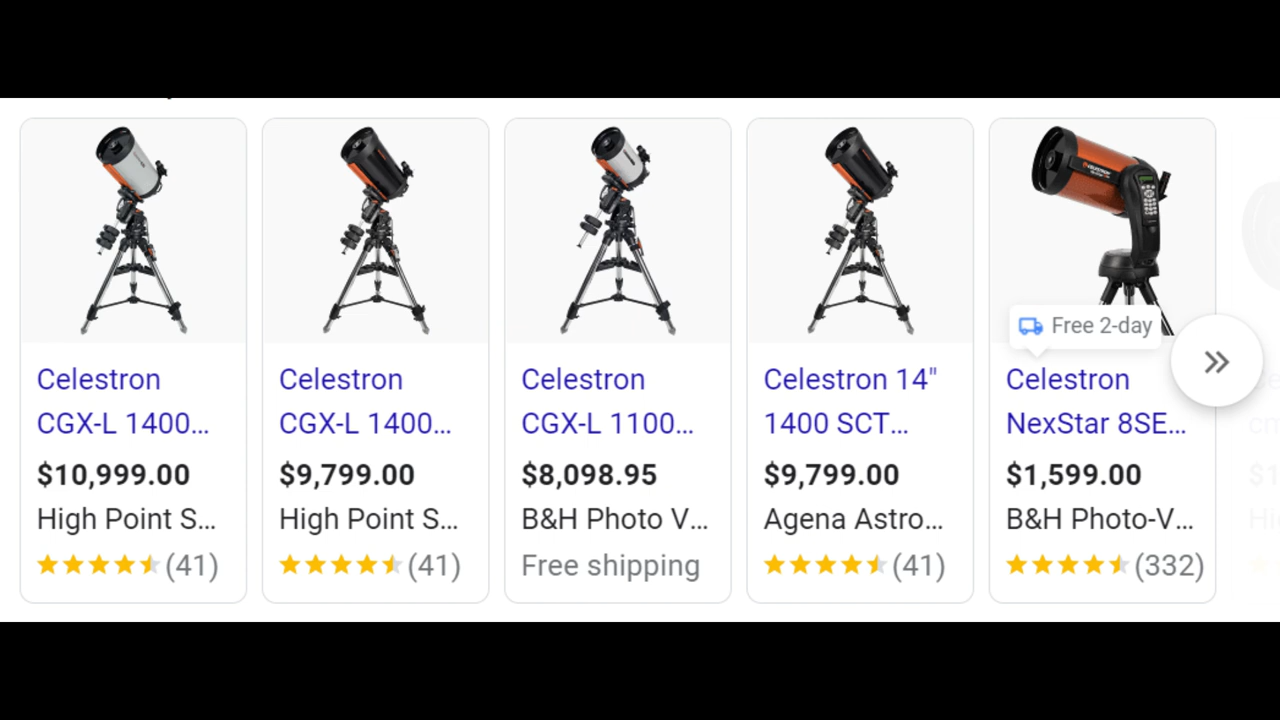 Celestron
CGX-L 1400...
$10,999.00
High Point S...
(41)
Celestron
CGX-L 1400...
$9,799.00
High Point S...
(41)
Celestron
CGX-L 1100...
$8,098.95
B&H Photo V...
Free shipping
Celestron 14"
1400 SCT...
$9,799.00
Agena Astro...
(41)
CELESTRON
Free 2-day
Celestron
NexStar 8SE...
$1,599.00
B&H Photo-V...
(332)